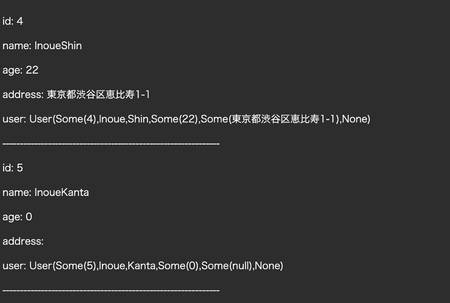 id: 4
name: InoueShin
age: 22
address: 東京都渋谷区恵比寿1-1
user: User(Some(4),Inoue,Shin,Some(22),Some(東京都渋谷区恵比寿1-1),None)
------------------------------------------------------------
id: 5
name: InoueKanta
age: 0
address:
user: User(Some(5),Inoue,Kanta,Some(0),Some(null),None)
------------------------------------------------------------